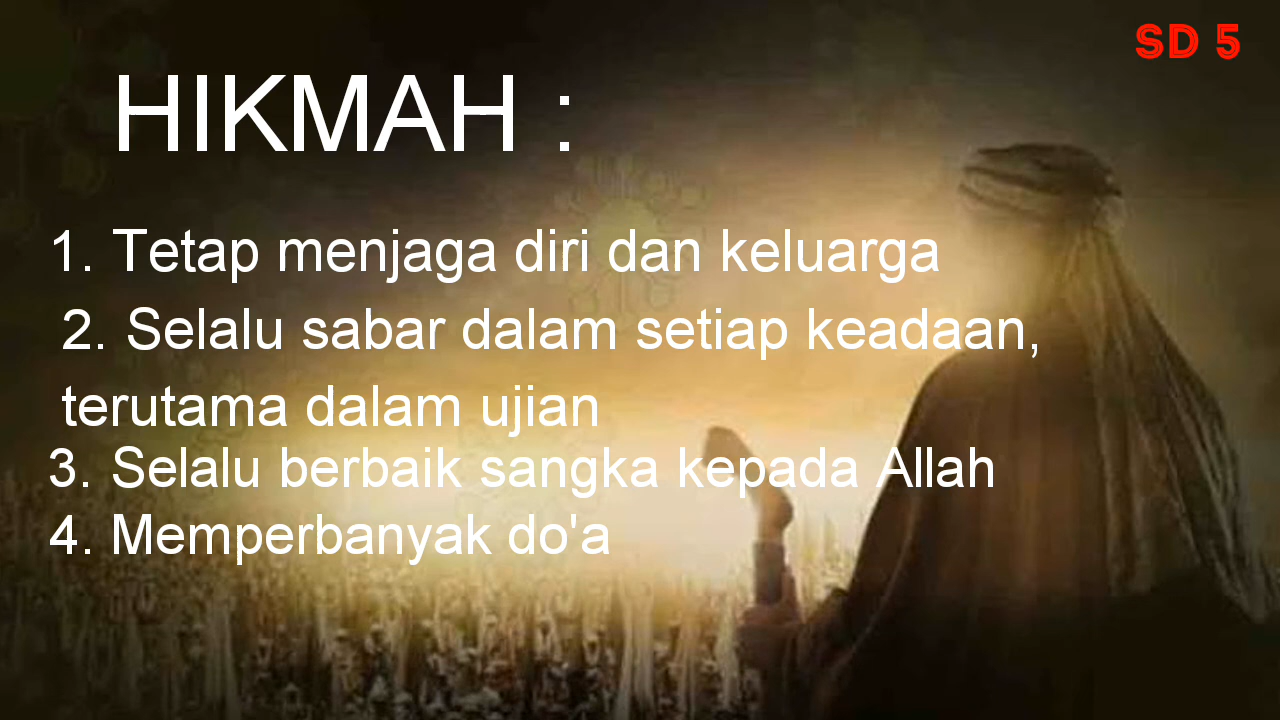 SD 5
HIKMAH :
1. Tetap menjaga diri dan keluarga
2. Selalu sabar dalam setiap keadaan,
terutama dalam ujian
3. Selalu berbaik sangka kepada Allah
4. Memperbanyak do'a